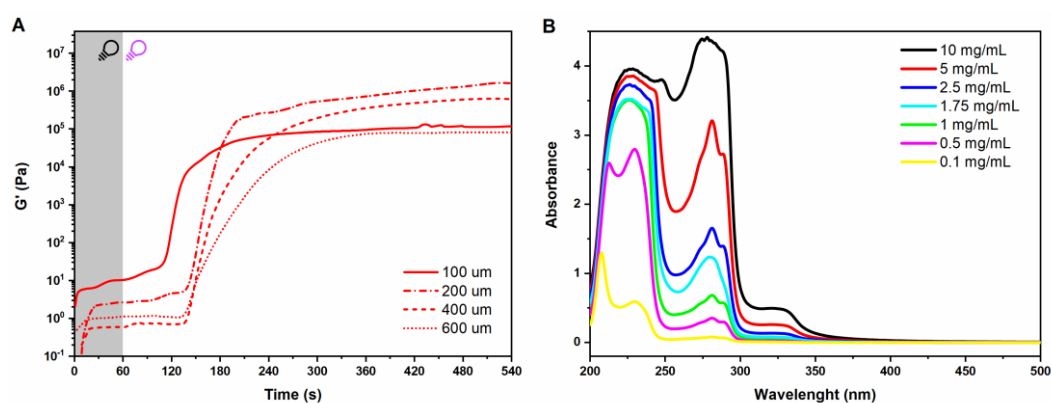 A
G' (Pa)
10⁷
10⁶
10⁵
10⁴
10³
10²
10¹
10⁰
10⁻¹
0 60 120 180 240 300 360 420 480 540
Time (s)
100 um
200 um
400 um
600 um
B
Absorbance
4
3
2
1
0
200 250 300 350 400 450 500
Wavelenght (nm)
10 mg/mL
5 mg/mL
2.5 mg/mL
1.75 mg/mL
1 mg/mL
0.5 mg/mL
0.1 mg/mL